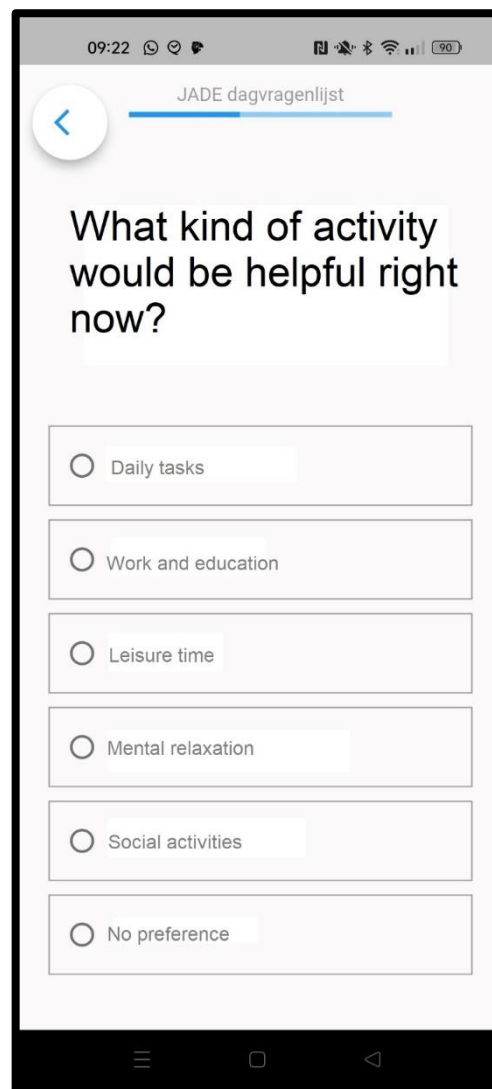 09:22 90
JADE dagvragenlijst
What kind of activity
would be helpful right
now?
Daily tasks
Work and education
Leisure time
Mental relaxation
Social activities
No preference